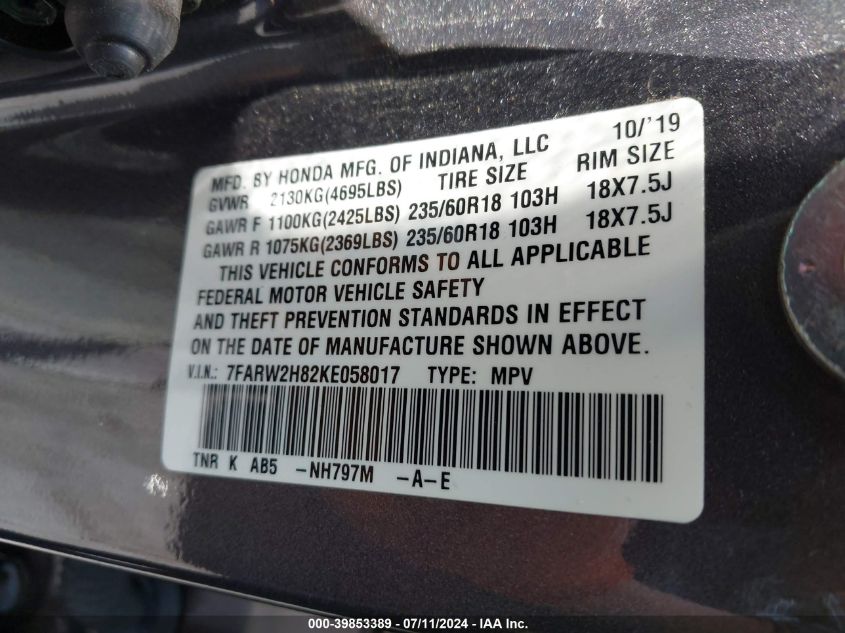 10/'19
MFD. BY HONDA MFG. OF INDIANA, LLC
GVWR 2130KG(4695LBS) TIRE SIZE RIM SIZE
GAWR F 1100KG(2425LBS) 235/60R18 103H 18X7.5J
GAWR R 1075KG(2369LBS) 235/60R18 103H 18X7.5J
THIS VEHICLE CONFORMS TO ALL APPLICABLE
FEDERAL MOTOR VEHICLE SAFETY
AND THEFT PREVENTION STANDARDS IN EFFECT
ON THE DATE OF MANUFACTURE SHOWN ABOVE.
V.I.N.: 7FARW2H82KE058017 TYPE: MPV
TNR K AB5 -NH797M -A-E
000-39853389 - 07/11/2024 - IAA Inc.